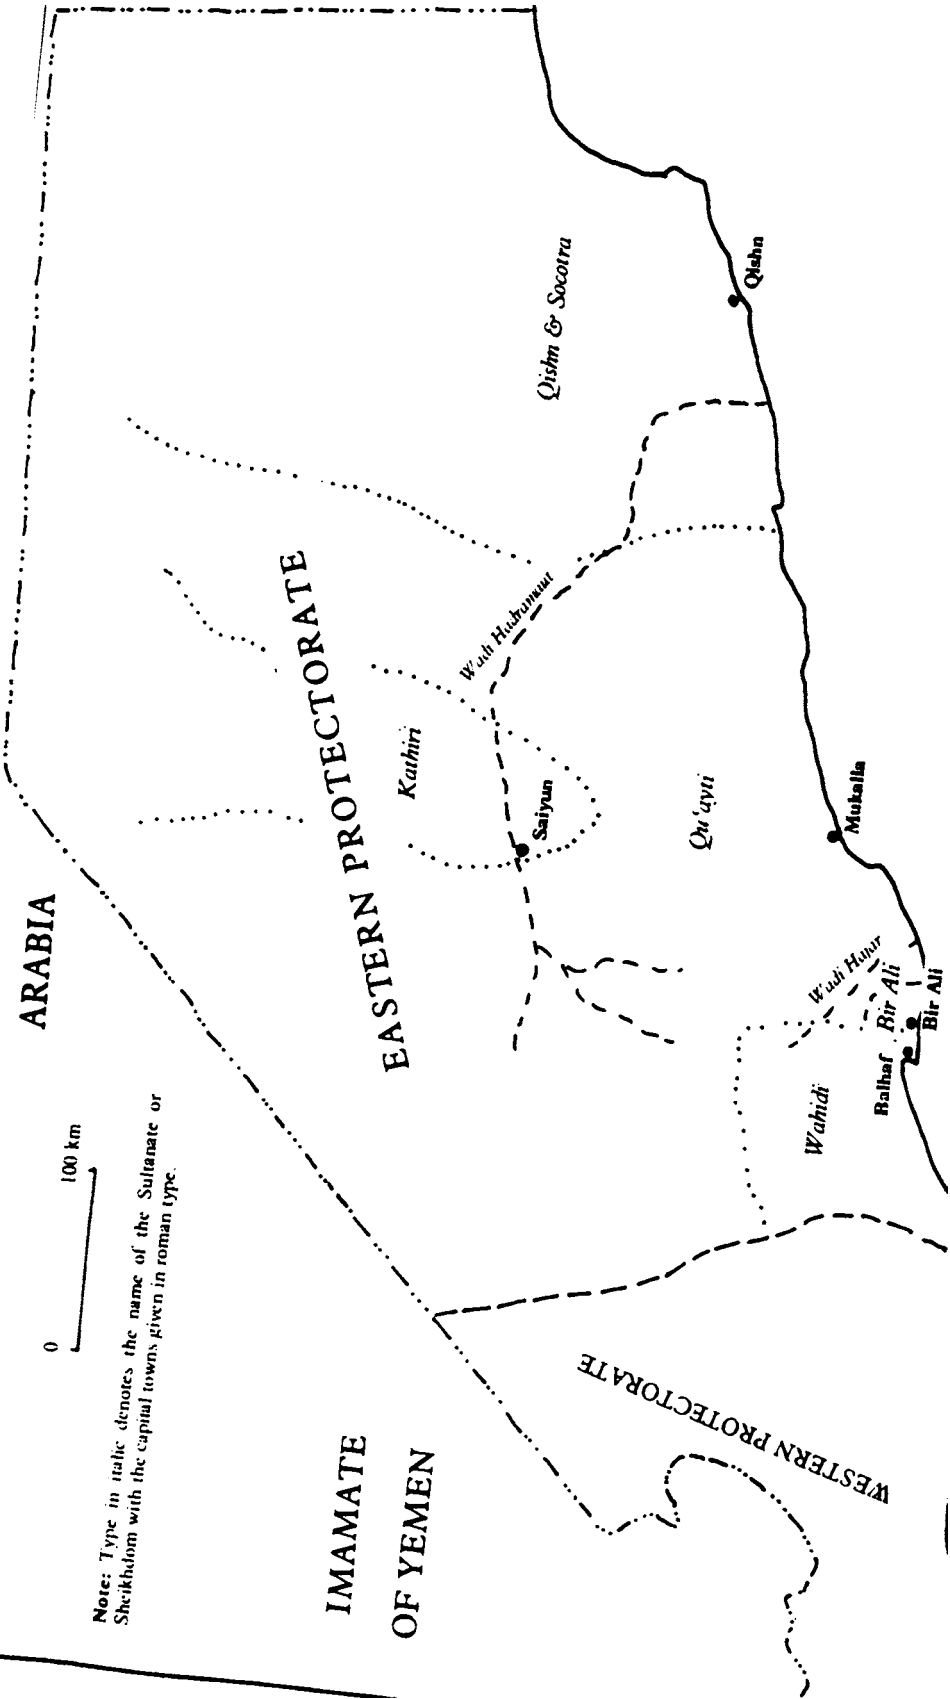 ARABIA
0 100 km
Note: Type in italic denotes the name of the Sultanate or
Sheikhdom with the capital towns given in roman type.
IMAMATE
OF YEMEN
EASTERN PROTECTORATE
WESTERN PROTECTORATE
Kathiri
Wadi Hadramaut
Qishn & Socotra
Saiyun
Qu'ayti
Qishn
Mukalla
Wadi Hajar
Wahidi
Bir Ali
Balhaf
Bir Ali